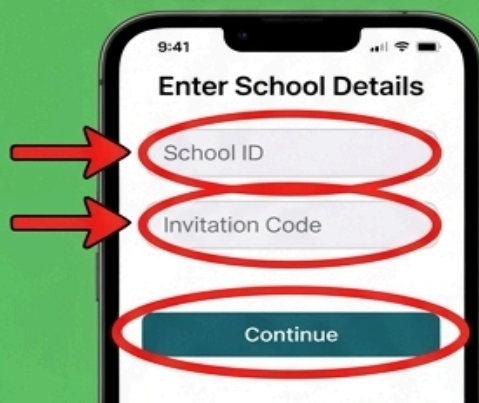 9:41
Enter School Details
School ID
Invitation Code
Continue